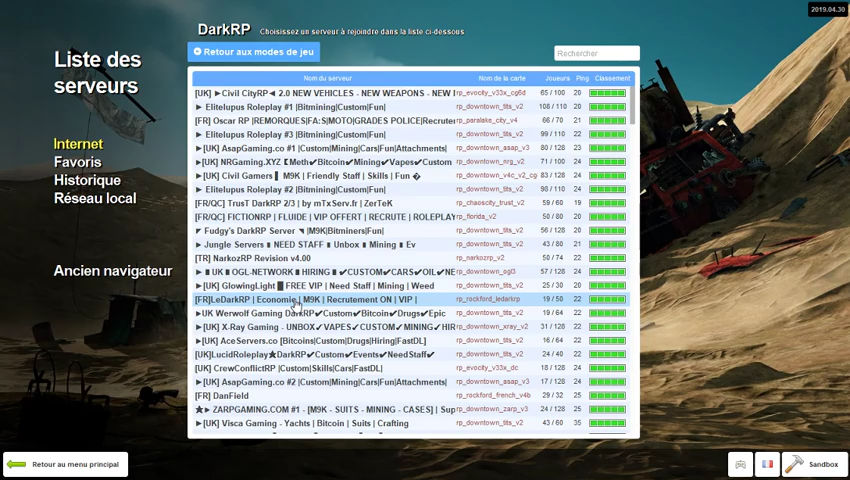 2019.04.30
DarkRP Choisissez un serveur à rejoindre dans la liste ci-dessous
Liste des
serveurs
Retour aux modes de jeu
Rechercher
Internet
Favoris
Historique
Réseau local
Ancien navigateur
Nom du serveur Nom de la carte Joueurs Ping Classement
[UK] ►Civil CityRP◄ 2.0 NEW VEHICLES - NEW WEAPONS - NEW rp_evocity_v33x_cg6d 65 / 100 20
► Elitelupus Roleplay #1 |Bitmining|Custom|Fun| rp_downtown_tits_v2 108 / 110 20
[FR] Oscar RP |REMORQUES|FA:S|MOTO|GRADES POLICE|Recruter rp_paralake_city_v4 66 / 70 21
► Elitelupus Roleplay #3 |Bitmining|Custom|Fun| rp_downtown_tits_v2 99 / 110 22
►[UK] AsapGaming.co #1 |Custom|Mining|Cars|Fun|Attachments| rp_downtown_asap_v3 80 / 128 23
►[UK] NRGaming.XYZ Meth✔Bitcoin✔Mining✔Vapes✔Custom rp_downtown_nrg_v2 71 / 100 24
►[UK] Civil Gamers ▌ M9K | Friendly Staff | Skills | Fun � rp_downtown_v4c_v2_cg 83 / 128 23
► Elitelupus Roleplay #2 |Bitmining|Custom|Fun| rp_downtown_tits_v2 98 / 110 24
[FR/QC] TrusT DarkRP 2/3 | by mTxServ.fr | ZerTeK rp_chaoscity_trust_v2 59 / 60 19
[FR/QC] FICTIONRP | FLUIDE | VIP OFFERT | RECRUTE | ROLEPLAY rp_florida_v2 58 / 80 20
◤ Fudgy's DarkRP Server ◥ |M9K|Bitminers|Fun| rp_downtown_tits_v2 56 / 128 20
► Jungle Servers ∎ NEED STAFF ∎ Unbox ∎ Mining ∎ Ev rp_downtown_tits_v2 43 / 80 21
[TR] NarkozRP Revision v4.00 rp_narkozrp_v2 50 / 74 22
►∎UK∎OGL-NETWORK∎HIRING∎✔CUSTOM✔CARS✔OIL✔NE rp_downtown_ogl3 57 / 128 24
►[UK] GlowingLight █ FREE VIP | Need Staff | Mining | Weed rp_downtown_tits_v2 25 / 30 21
[FR]LeDarkRP | Economie | M9K | Recrutement ON | VIP | rp_rockford_ledarkrp 19 / 50 22
►UK Werwolf Gaming DarkRP✔Custom✔Bitcoin✔Drugs✔Epic rp_downtown_tits_v2 19 / 64 22
►[UK] X-Ray Gaming - UNBOX✔VAPES✔CUSTOM✔MINING✔HIR rp_downtown_xray_v2 31 / 128 22
►[UK] AceServers.co [Bitcoins|Custom|Drugs|Hiring|FastDL] rp_downtown_tits_v2 16 / 64 22
[UK]LucidRoleplay★DarkRP✔Custom✔Events✔NeedStaff✔ rp_downtown_tits_v2 24 / 40 22
[UK] CrewConflictRP |Custom|Skills|Cars|FastDL| rp_evocity_v33x_dc 18 / 24 22
►[UK] AsapGaming.co #2 |Custom|Mining|Cars|Fun|Attachments| rp_downtown_asap_v3 17 / 128 24
[FR] DanField rp_rockford_french_v4b 29 / 32 25
★► ZARPGAMING.COM #1 - [M9K - SUITS - MINING - CASES] | Sup rp_downtown_zarp_v3 24 / 128 25
►[UK] Visca Gaming - Yachts | Bitcoin | Suits | Crafting rp_downtown_tits_v2 43 / 60 35
Retour au menu principal
Sandbox